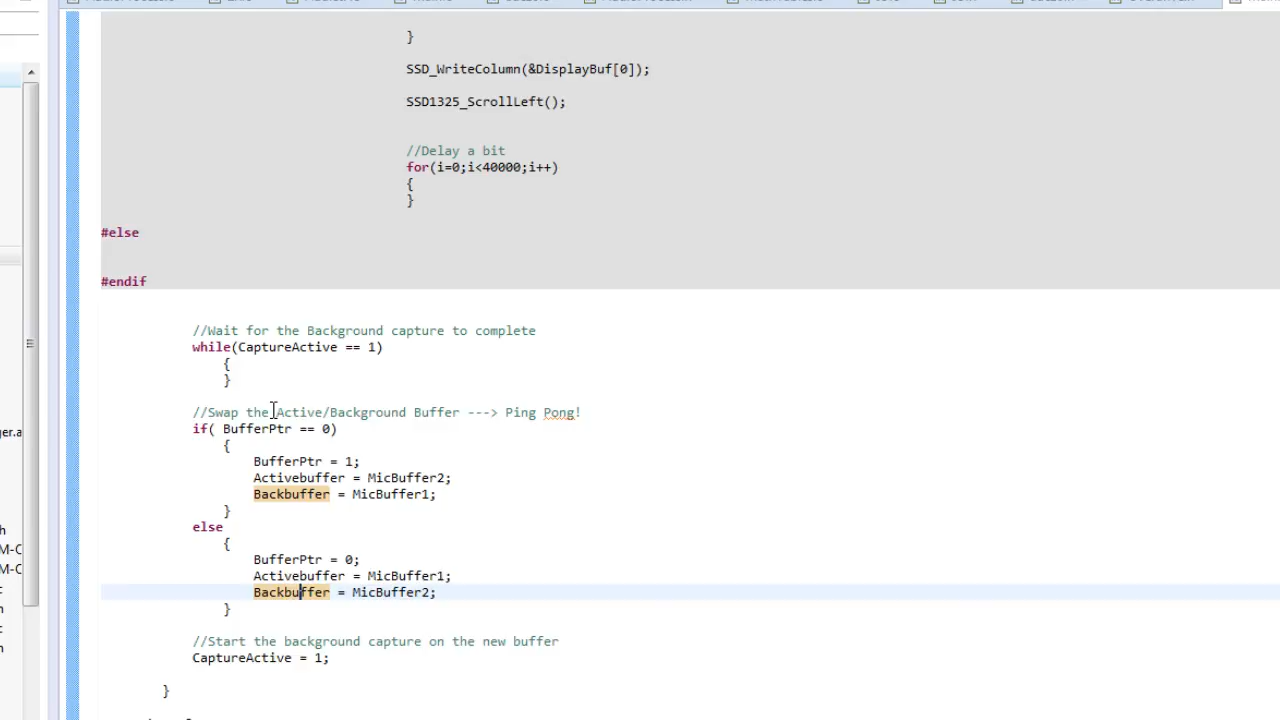 }
SSD_WriteColumn(&DisplayBuf[0]);
SSD1325_ScrollLeft();
//Delay a bit
for(i=0;i<40000;i++)
{
}
#else
#endif
//Wait for the Background capture to complete
while(CaptureActive == 1)
{
}
//Swap the Active/Background Buffer ---> Ping Pong!
if( BufferPtr == 0)
{
BufferPtr = 1;
Activebuffer = MicBuffer2;
Backbuffer = MicBuffer1;
}
else
{
BufferPtr = 0;
Activebuffer = MicBuffer1;
Backbuffer = MicBuffer2;
}
//Start the background capture on the new buffer
CaptureActive = 1;
}